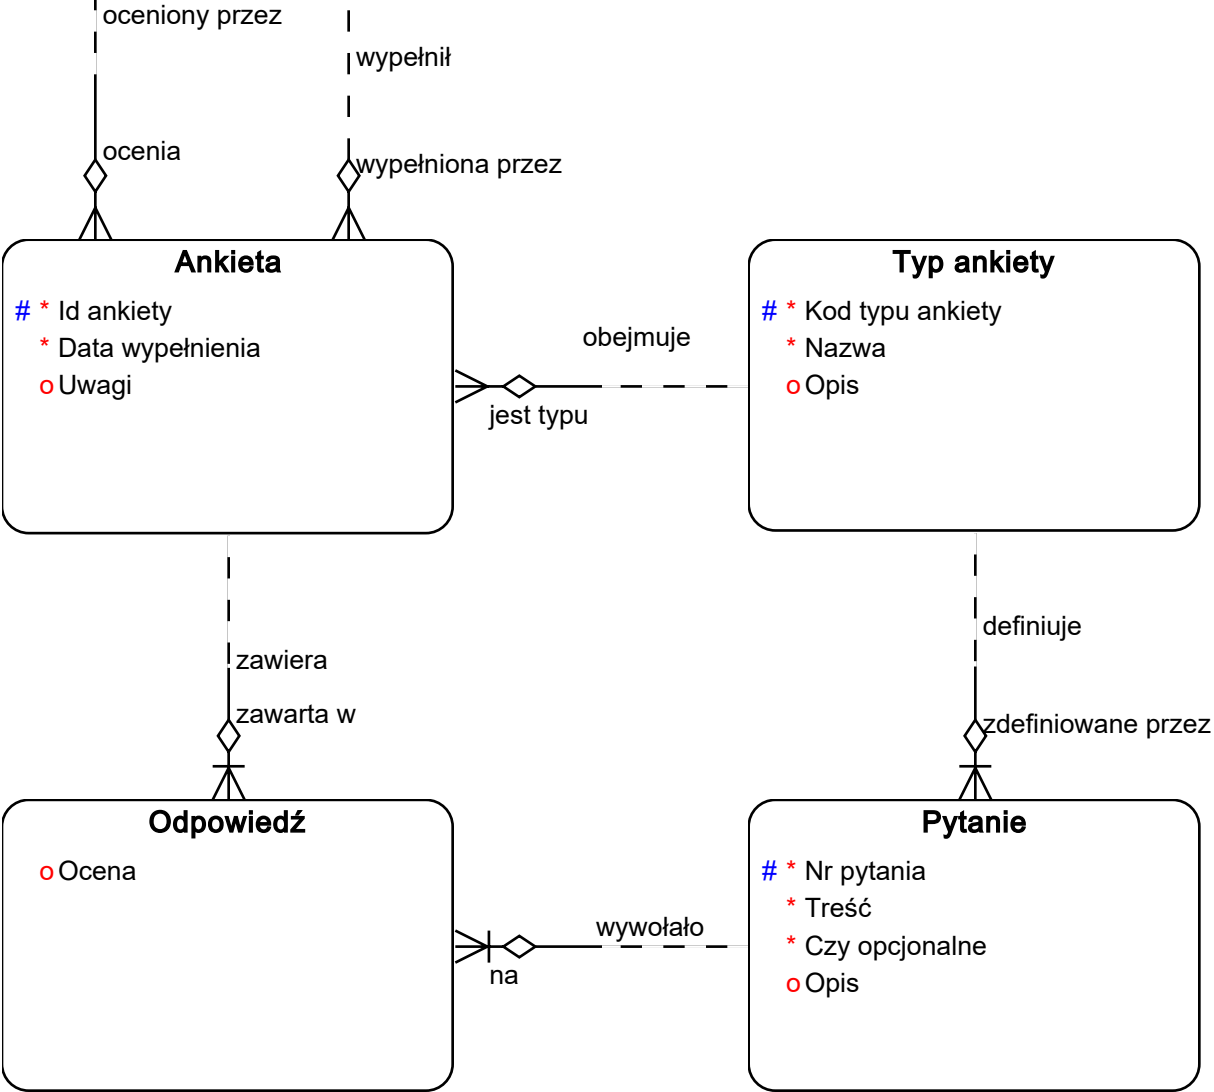 oceniony przez
wypełnił
ocenia
wypełniona przez
Ankieta
# * Id ankiety
* Data wypełnienia
o Uwagi
obejmuje
jest typu
Typ ankiety
# * Kod typu ankiety
* Nazwa
o Opis
zawiera
zawarta w
definiuje
zdefiniowane przez
Odpowiedź
o Ocena
wywołało
na
Pytanie
# * Nr pytania
* Treść
* Czy opcjonalne
o Opis